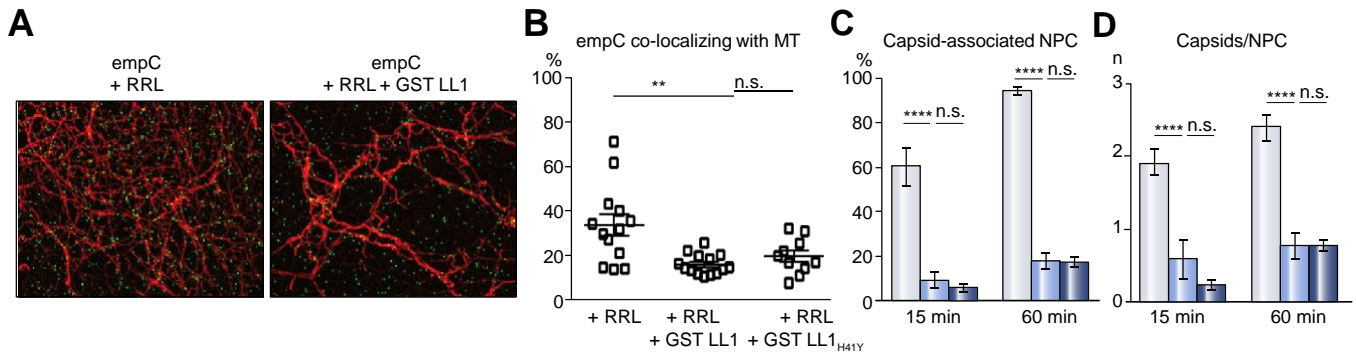 A
empC
+ RRL
empC
+ RRL + GST LL1
B
empC co-localizing with MT
%
100
80
60
40
20
0
**
n.s.
+ RRL
+ RRL
+ GST LL1
+ RRL
+ GST LL1H41Y
C
Capsid-associated NPC
%
100
80
60
40
20
0
**** n.s.
**** n.s.
15 min
60 min
D
Capsids/NPC
n
3
2
1
0
**** n.s.
**** n.s.
15 min
60 min